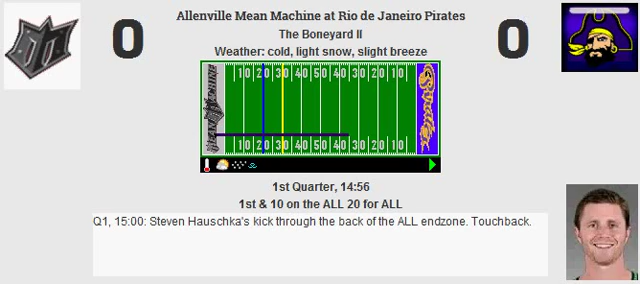 Allenville Mean Machine at Rio de Janeiro Pirates
0
0
The Boneyard II
Weather: cold, light snow, slight breeze
10 20 30 40 50 40 30 20 10
MEAN MACHINE
Pirates
10 20 30 40 50 40 30 20 10
1st Quarter, 14:56
1st & 10 on the ALL 20 for ALL
Q1, 15:00: Steven Hauschka's kick through the back of the ALL endzone. Touchback.